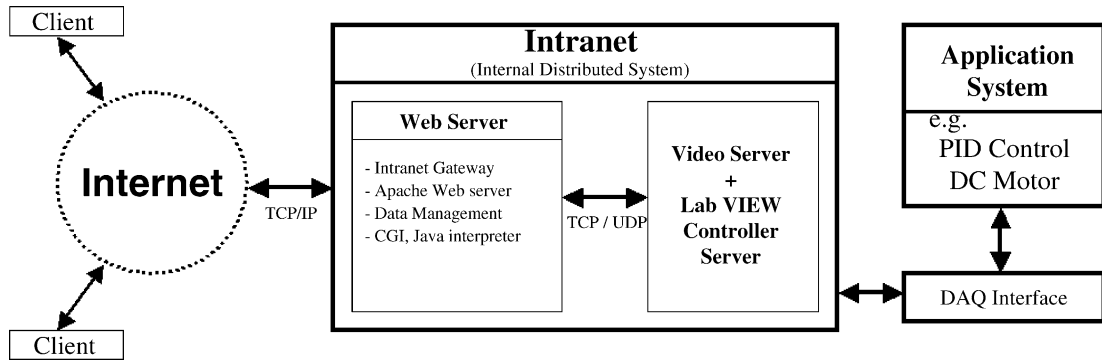 Client
Internet
Client
TCP/IP
Intranet
(Internal Distributed System)
Web Server
- Intranet Gateway
- Apache Web server
- Data Management
- CGI, Java interpreter
TCP / UDP
Video Server
+
Lab VIEW
Controller
Server
Application
System
e.g.
PID Control
DC Motor
DAQ Interface